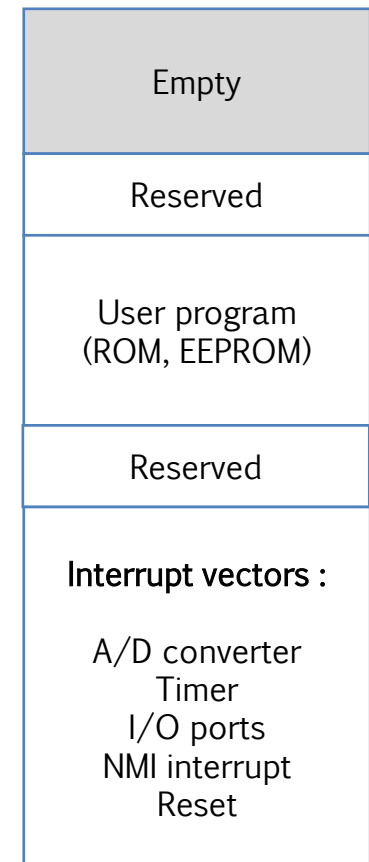 Empty
Reserved
User program
(ROM, EEPROM)
Reserved
Interrupt vectors :
A/D converter
Timer
I/O ports
NMI interrupt
Reset